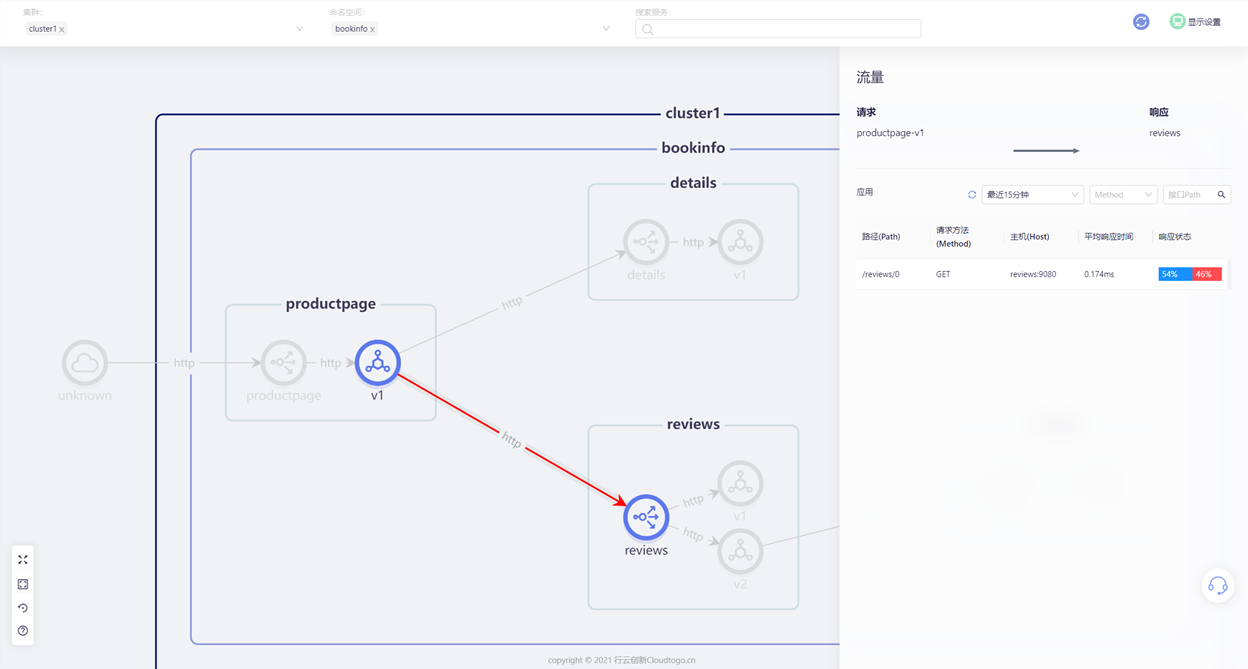 集群:
命名空间:
搜索服务:
cluster1 x
bookinfo x
显示设置
流量
请求
响应
productpage-v1
reviews
应用
最近15分钟
Method
接口Path
路径(Path)
请求方法
(Method)
主机(Host)
平均响应时间
响应状态
/reviews/0
GET
reviews:9080
0.174ms
54%
46%
cluster1
bookinfo
details
http
details
v1
http
productpage
http
http
unknown
productpage
v1
http
reviews
http
v1
http
reviews
v2
copyright © 2021 行云创新Cloudtogo.cn